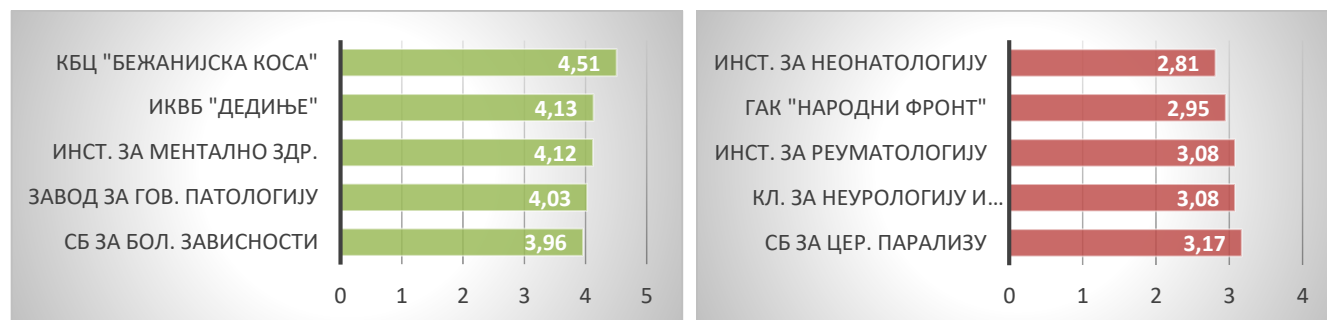 КБЦ "БЕЖАНИЈСКА КОСА" 4,51
ИКВБ "ДЕДИЊЕ" 4,13
ИНСТ. ЗА МЕНТАЛНО ЗДР. 4,12
ЗАВОД ЗА ГОВ. ПАТОЛОГИЈУ 4,03
СБ ЗА БОЛ. ЗАВИСНОСТИ 3,96
0 1 2 3 4 5
ИНСТ. ЗА НЕОНАТОЛОГИЈУ 2,81
ГАК "НАРОДНИ ФРОНТ" 2,95
ИНСТ. ЗА РЕУМАТОЛОГИЈУ 3,08
КЛ. ЗА НЕУРОЛОГИЈУ И... 3,08
СБ ЗА ЦЕР. ПАРАЛИЗУ 3,17
0 1 2 3 4